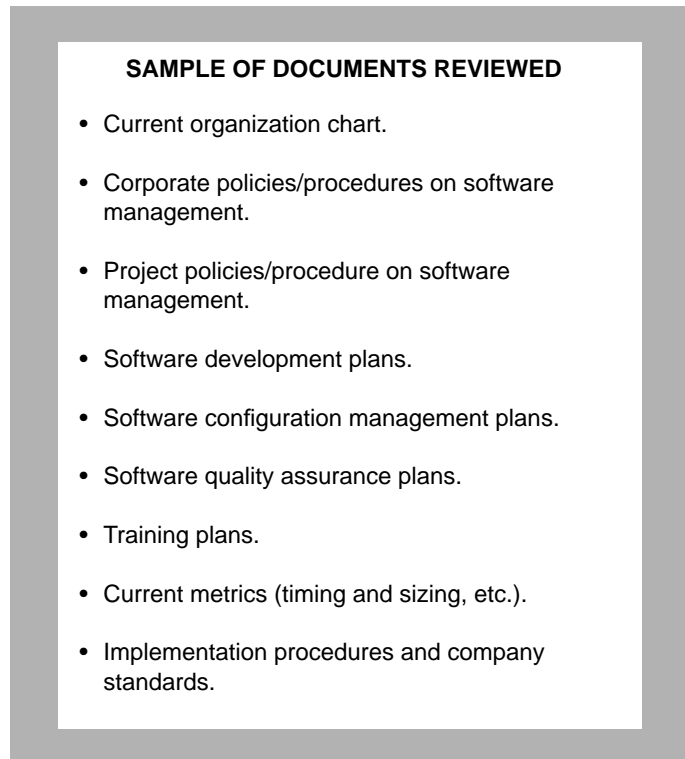 SAMPLE OF DOCUMENTS REVIEWED
• Current organization chart.
• Corporate policies/procedures on software
management.
• Project policies/procedure on software
management.
• Software development plans.
• Software configuration management plans.
• Software quality assurance plans.
• Training plans.
• Current metrics (timing and sizing, etc.).
• Implementation procedures and company
standards.